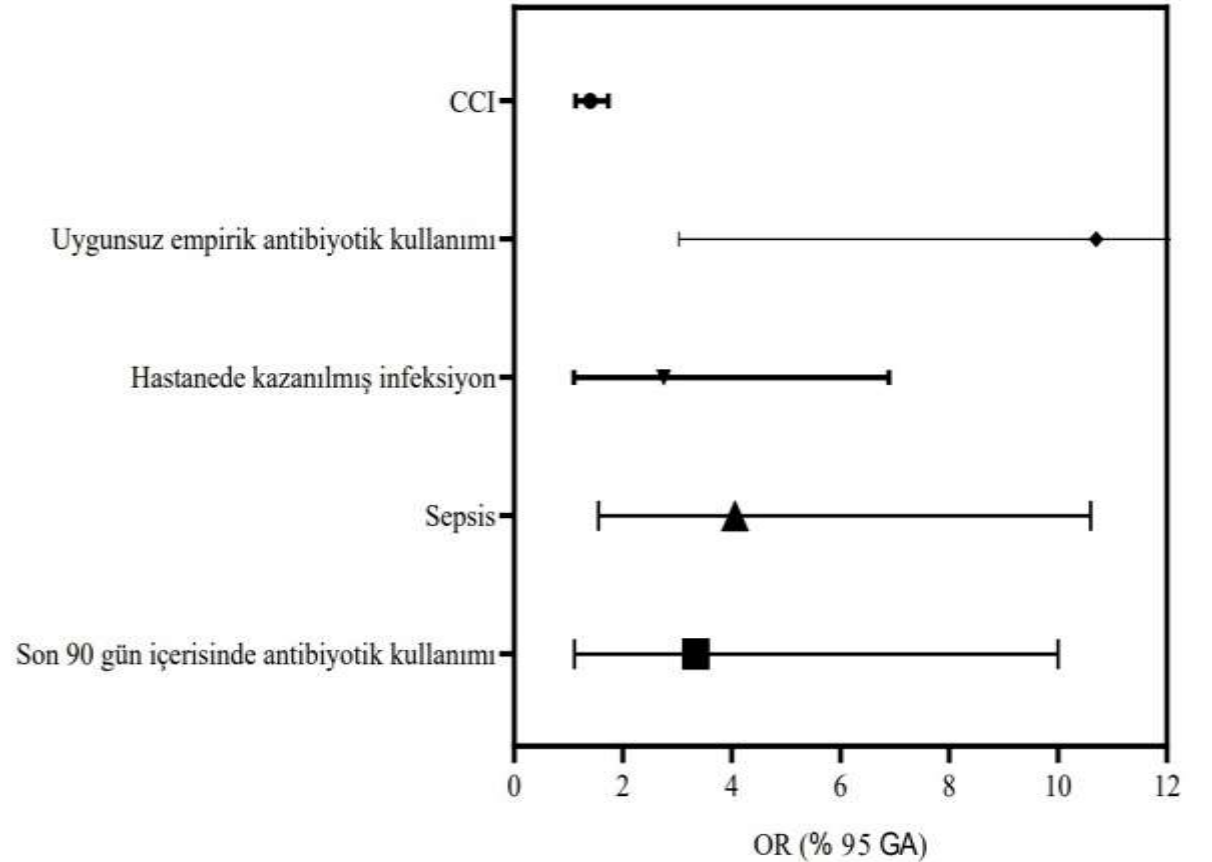 CCI
Uygunsuz empirik antibiyotik kullanımı
Hastanede kazanılmış infeksiyon
Sepsis
Son 90 gün içerisinde antibiyotik kullanımı
0 2 4 6 8 10 12
OR (% 95 GA)